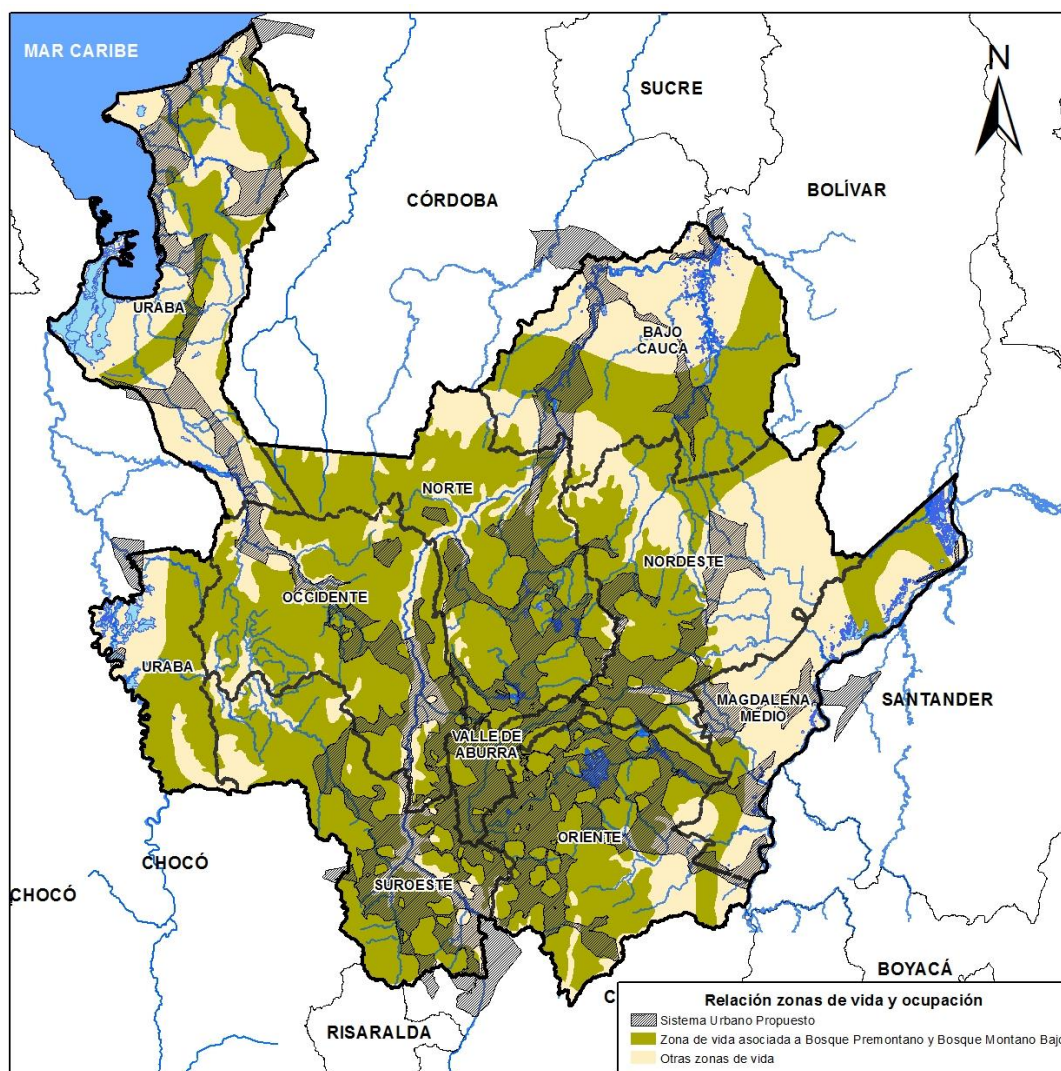 MAR CARIBE
N
SUCRE
CÓRDOBA
BOLÍVAR
URABA
BAJO
CAUCA
NORTE
NORDESTE
OCCIDENTE
URABA
MAGDALENA
MEDIO
SANTANDER
VALLE DE
ABURRA
ORIENTE
CHOCÓ
SUROESTE
CHOCÓ
BOYACÁ
C
RISARALDA
Relación zonas de vida y ocupación
Sistema Urbano Propuesto
Zona de vida asociada a Bosque Premontano y Bosque Montano Bajo
Otras zonas de vida